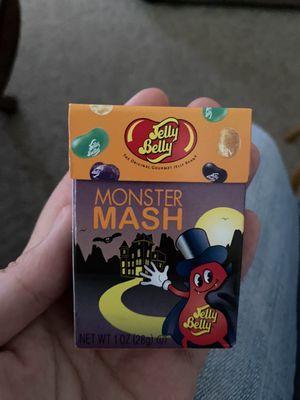 Jelly
Belly
THE ORIGINAL GOURMET JELLY BEAN
MONSTER
MASH
Jelly
Belly
NET WT 1 OZ (28g)